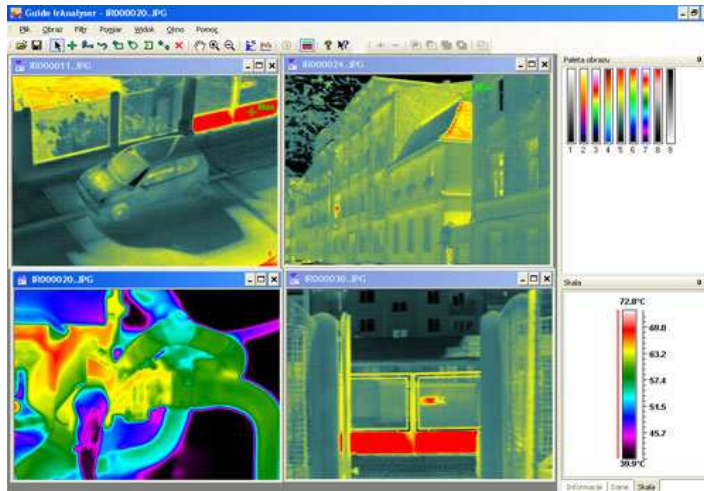 Guide IrAnalyser - IR000020..JPG
Plik Obraz Filtr Pomiar Widok Okno Pomoc
IR000011..JPG
IR000024..JPG
Paleta obrazu
1 2 3 4 5 6 7 8 9
IR000020..JPG
IR000030..JPG
Skala
72.8°C
69.0
63.2
57.4
51.5
45.7
39.9°C
Informacje Dane Skala